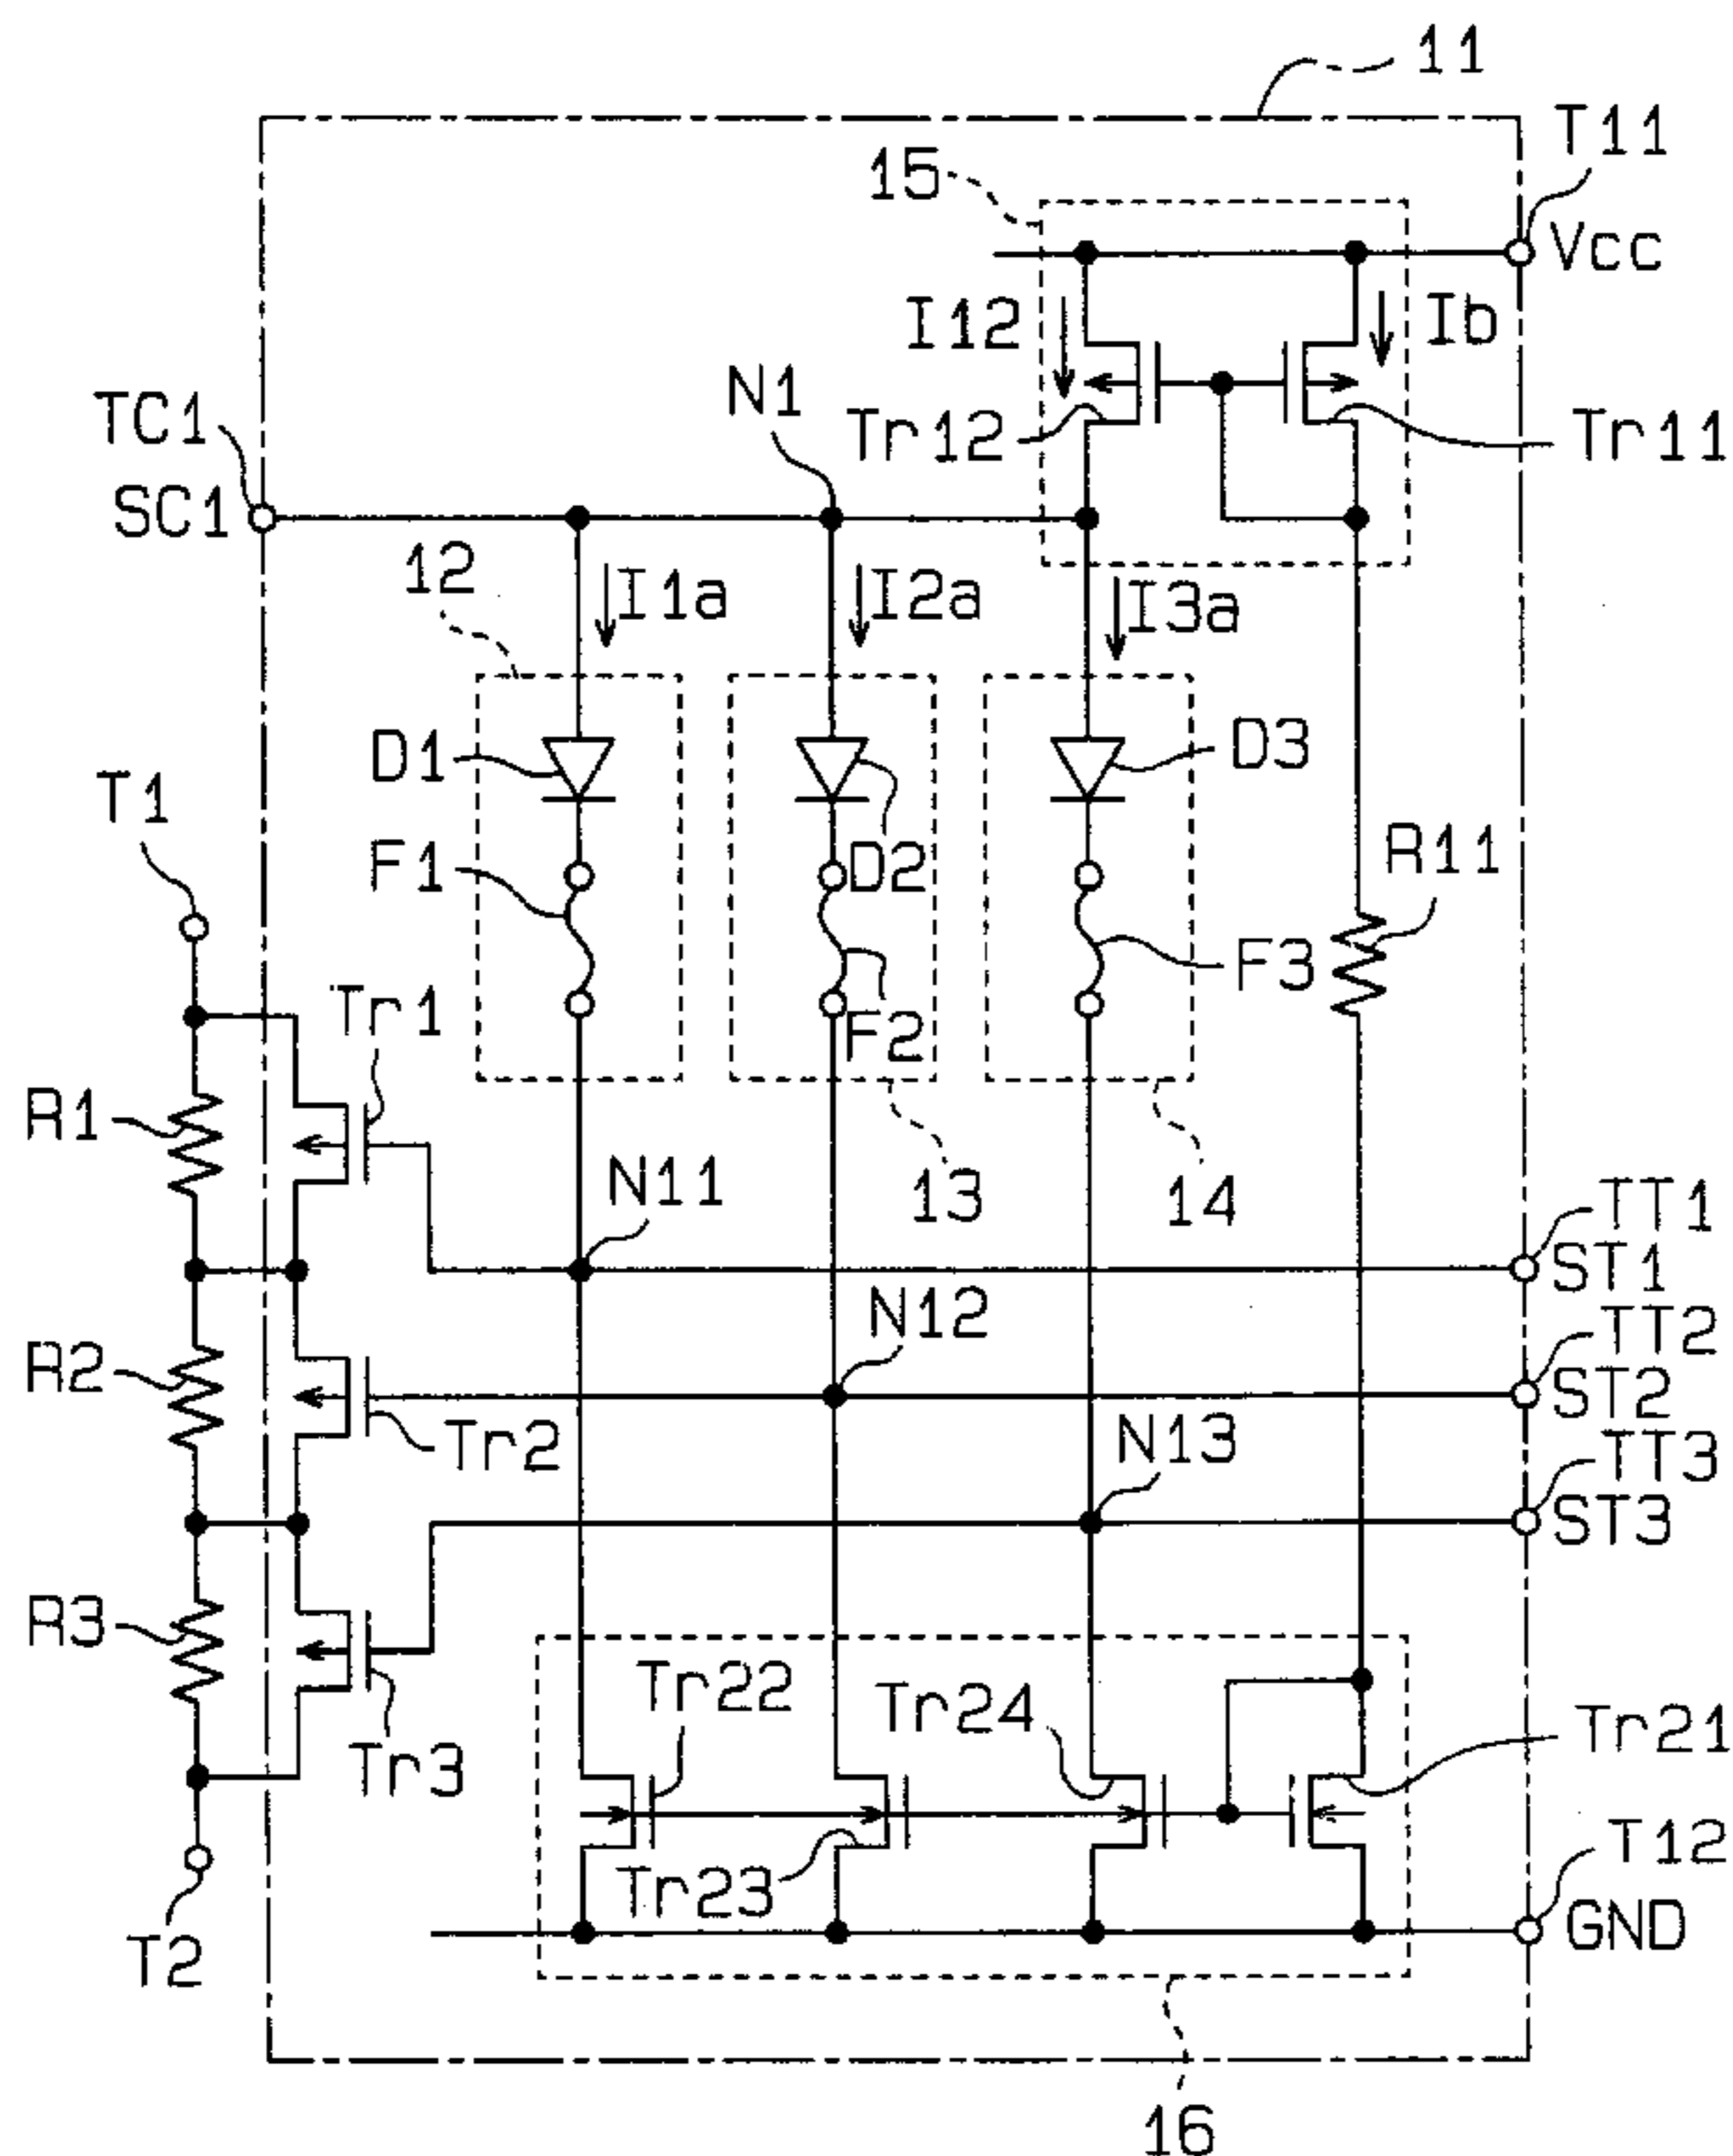 11
T11
15
Vcc
I12
Ib
N1
TC1
Tr12
Tr11
SC1
12
I1a
I2a
I3a
D1
D3
T1
F1
D2
R11
F3
Tr1
F2
R1
N11
13
14
TT1
ST1
N12
TT2
R2
ST2
Tr2
N13
TT3
ST3
R3
Tr22
Tr24
Tr21
Tr3
T12
Tr23
GND
T2
16